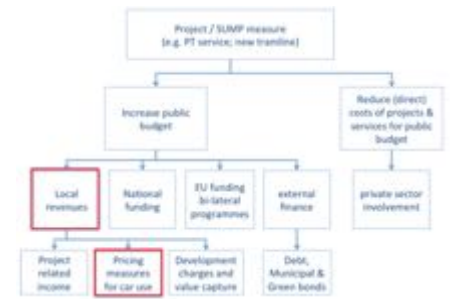 Project / SUMP measure
(e.g. PT service; new tramline)
Increase public
budget
Reduce (direct)
costs of projects &
services for public
budget
Local
revenues
National
funding
EU funding
bi-lateral
programmes
external
finance
private sector
involvement
Project
related
income
Pricing
measures
for car use
Development
charges and
value capture
Debt,
Municipal &
Green bonds